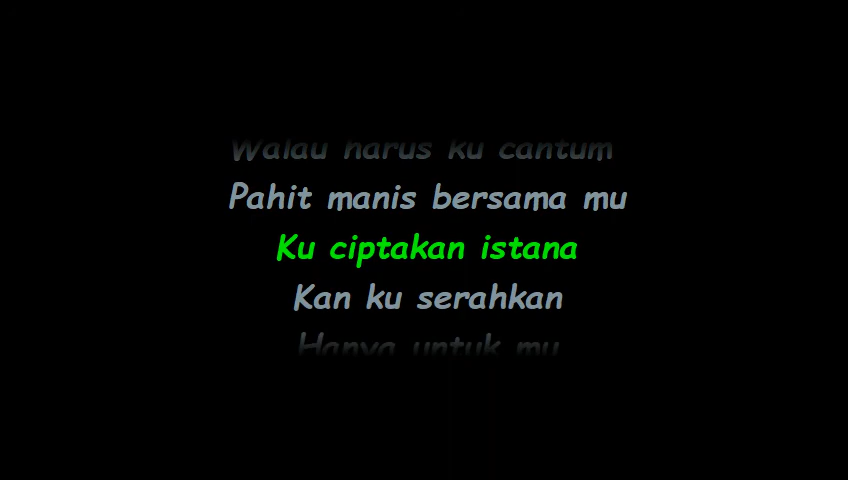 Walau harus ku cantum
Pahit manis bersama mu
Ku ciptakan istana
Kan ku serahkan
Hanya untuk mu